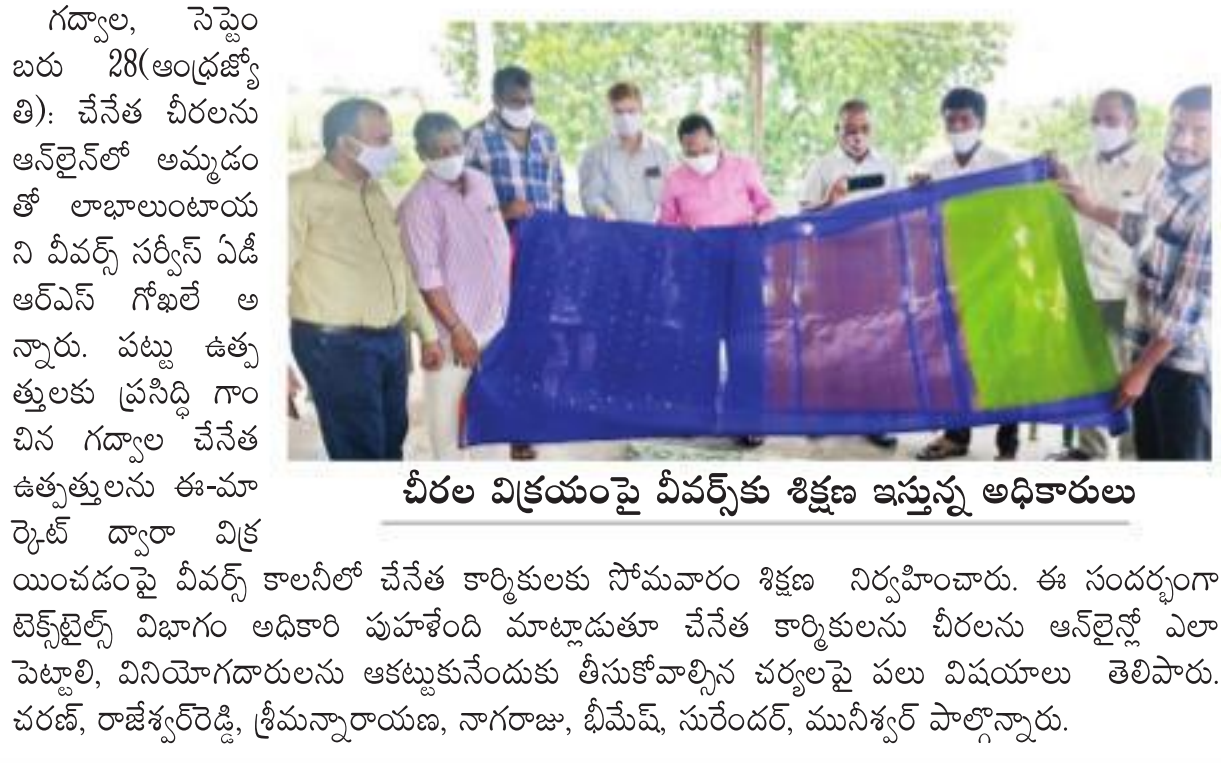 గద్వాల, సెప్టెం
బరు 28(ఆంధ్రజ్యో
తి): చేనేత చీరలను
ఆన్‌లైన్‌లో అమ్మడం
తో లాభాలుంటాయ
ని వీవర్స్ సర్వీస్ ఏడీ
ఆర్ఎస్ గోఖలే అ
న్నారు. పట్టు ఉత్ప
త్తులకు ప్రసిద్ధి గాం
చిన గద్వాల చేనేత
ఉత్పత్తులను ఈ-మా
ర్కెట్ ద్వారా విక్ర
చీరల విక్రయంపై వీవర్స్‌కు శిక్షణ ఇస్తున్న అధికారులు
యించడంపై వీవర్స్ కాలనీలో చేనేత కార్మికులకు సోమవారం శిక్షణ నిర్వహించారు. ఈ సందర్భంగా
టెక్స్‌టైల్స్ విభాగం అధికారి పుహళేంది మాట్లాడుతూ చేనేత కార్మికులను చీరలను ఆన్‌లైన్లో ఎలా
పెట్టాలి, వినియోగదారులను ఆకట్టుకునేందుకు తీసుకోవాల్సిన చర్యలపై పలు విషయాలు తెలిపారు.
చరణ్, రాజేశ్వర్‌రెడ్డి, శ్రీమన్నారాయణ, నాగరాజు, భీమేష్, సురేందర్, మునీశ్వర్ పాల్గొన్నారు.